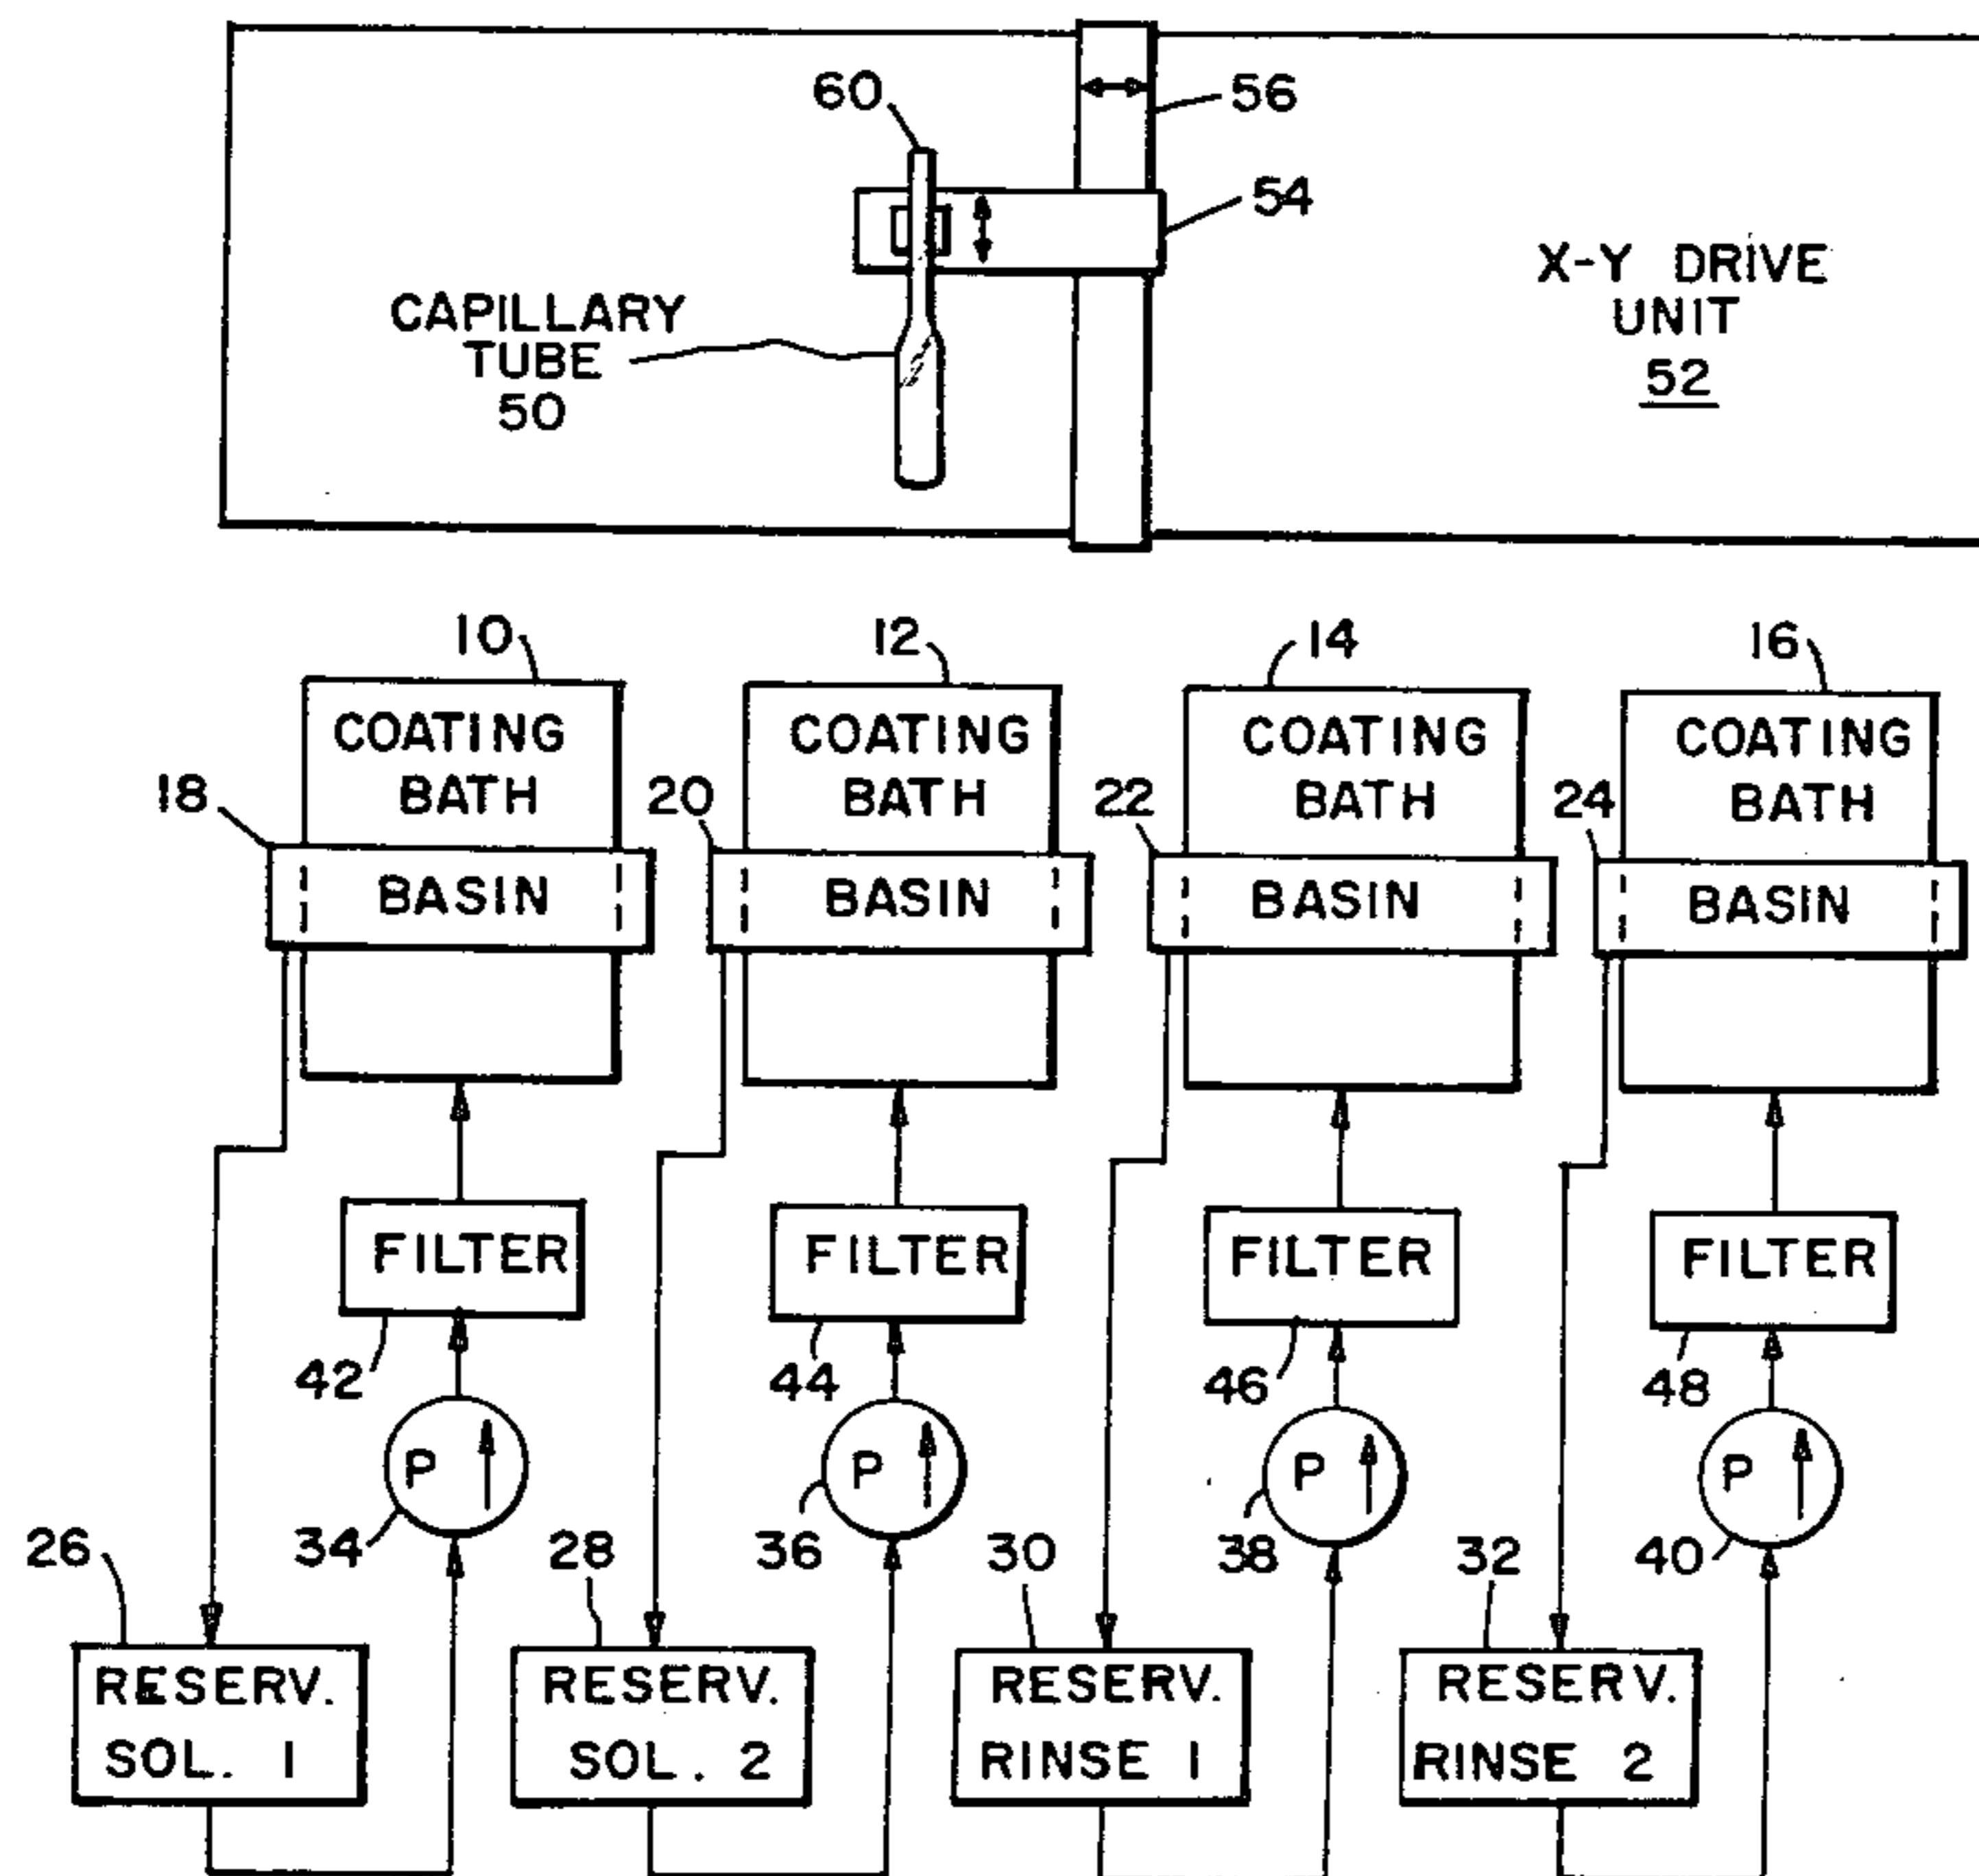 60
56
54
CAPILLARY
TUBE
50
X-Y DRIVE
UNIT
52
10
12
14
16
COATING
BATH
COATING
BATH
COATING
BATH
COATING
BATH
18
20
22
24
BASIN
BASIN
BASIN
BASIN
FILTER
FILTER
FILTER
FILTER
42
44
46
48
P
P
P
P
26
34
28
36
30
38
32
40
RESERV.
SOL. 1
RESERV.
SOL. 2
RESERV.
RINSE 1
RESERV.
RINSE 2